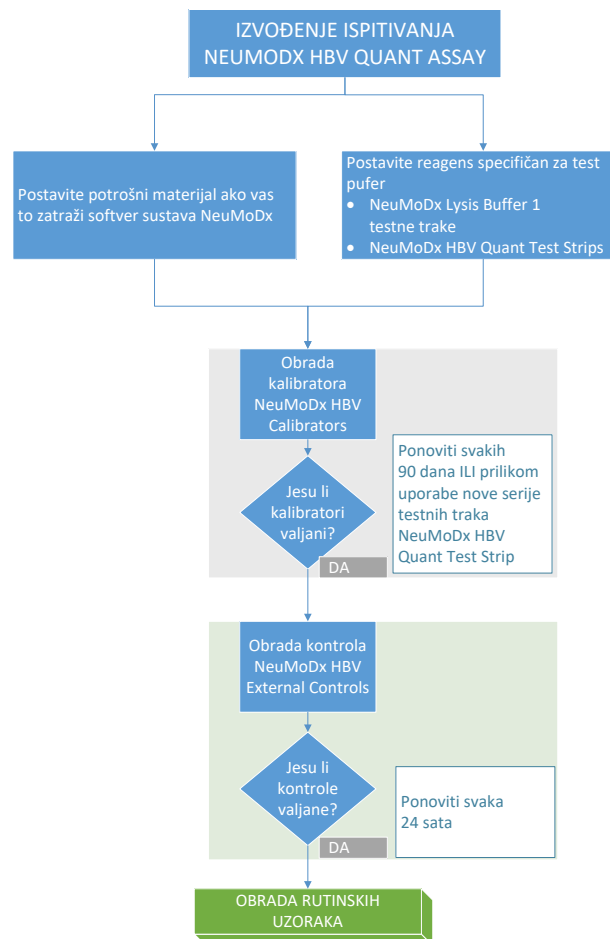 IZVOĐENJE ISPITIVANJA
NEUMODX HBV QUANT ASSAY
Postavite potrošni materijal ako vas
to zatraži softver sustava NeuMoDx
Postavite reagens specifičan za test
pufer
• NeuMoDx Lysis Buffer 1
testne trake
• NeuMoDx HBV Quant Test Strips
Obrada
kalibratora
NeuMoDx HBV
Calibrators
Jesu li
kalibratori
valjani?
DA
Ponoviti svakih
90 dana ILI prilikom
uporabe nove serije
testnih traka
NeuMoDx HBV
Quant Test Strip
Obrada kontrola
NeuMoDx HBV
External Controls
Jesu li
kontrole
valjane?
DA
Ponoviti svaka
24 sata
OBRADA RUTINSKIH
UZORAKA